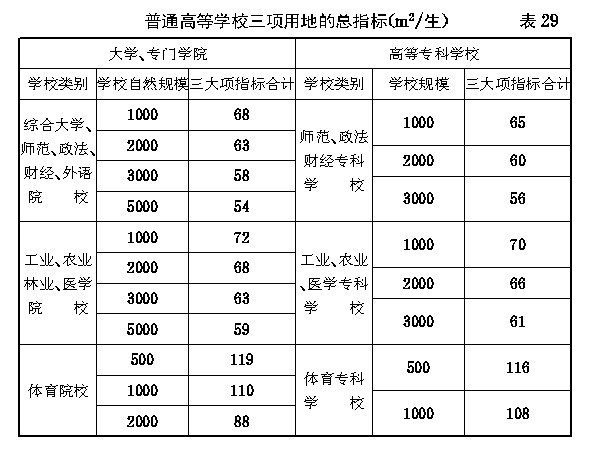 普通高等学校三项用地的总指标(m²/生) 表29
大学、专门学院 高等专科学校
学校类别 学校自然规模 三大项指标合计 学校类别 学校规模 三大项指标合计
综合大学、
师范、政法、
财经、外语
院 校
1000 68
2000 63
3000 58
5000 54
师范、政法
财经专科
学 校
1000 65
2000 60
3000 56
工业、农业
林业、医学
院 校
1000 72
2000 68
3000 63
5000 59
工业、农业
、医学专科
学 校
1000 70
2000 66
3000 61
体育院校
500 119
1000 110
2000 88
体育专科
学 校
500 116
1000 108